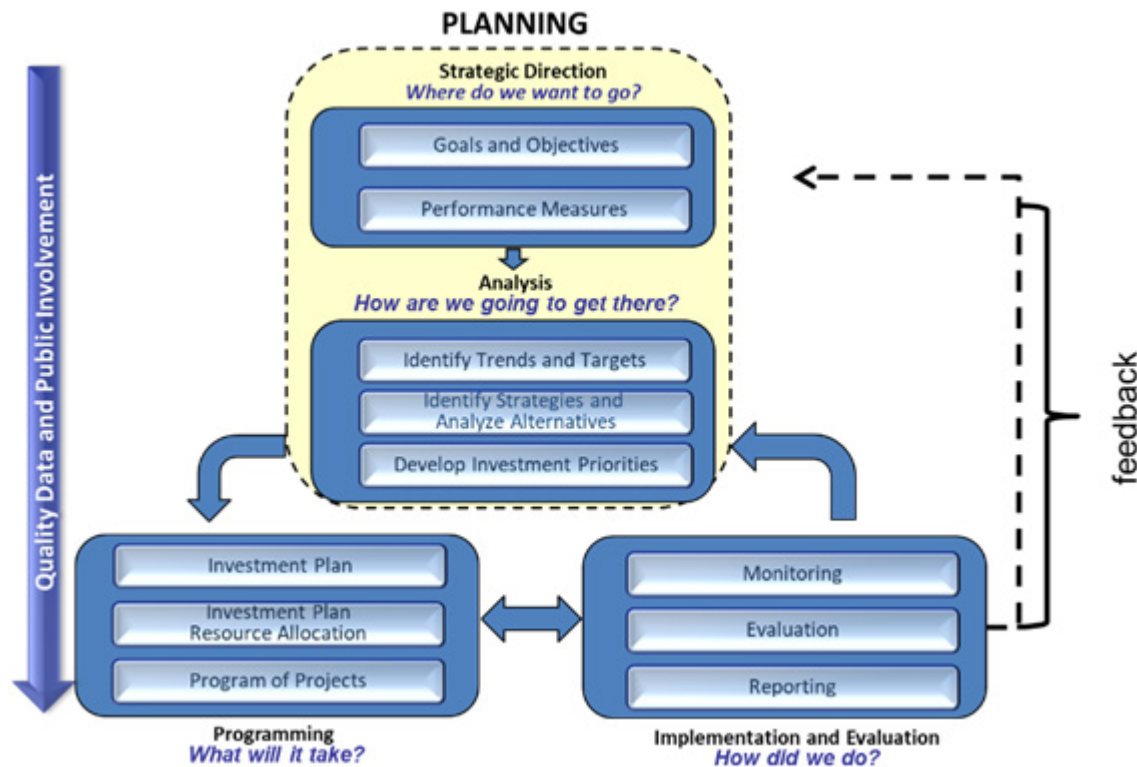 PLANNING
Strategic Direction
Where do we want to go?
Goals and Objectives
Performance Measures
Analysis
How are we going to get there?
Identify Trends and Targets
Identify Strategies and
Analyze Alternatives
Develop Investment Priorities
Quality Data and Public Involvement
feedback
Investment Plan
Investment Plan
Resource Allocation
Program of Projects
Programming
What will it take?
Monitoring
Evaluation
Reporting
Implementation and Evaluation
How did we do?